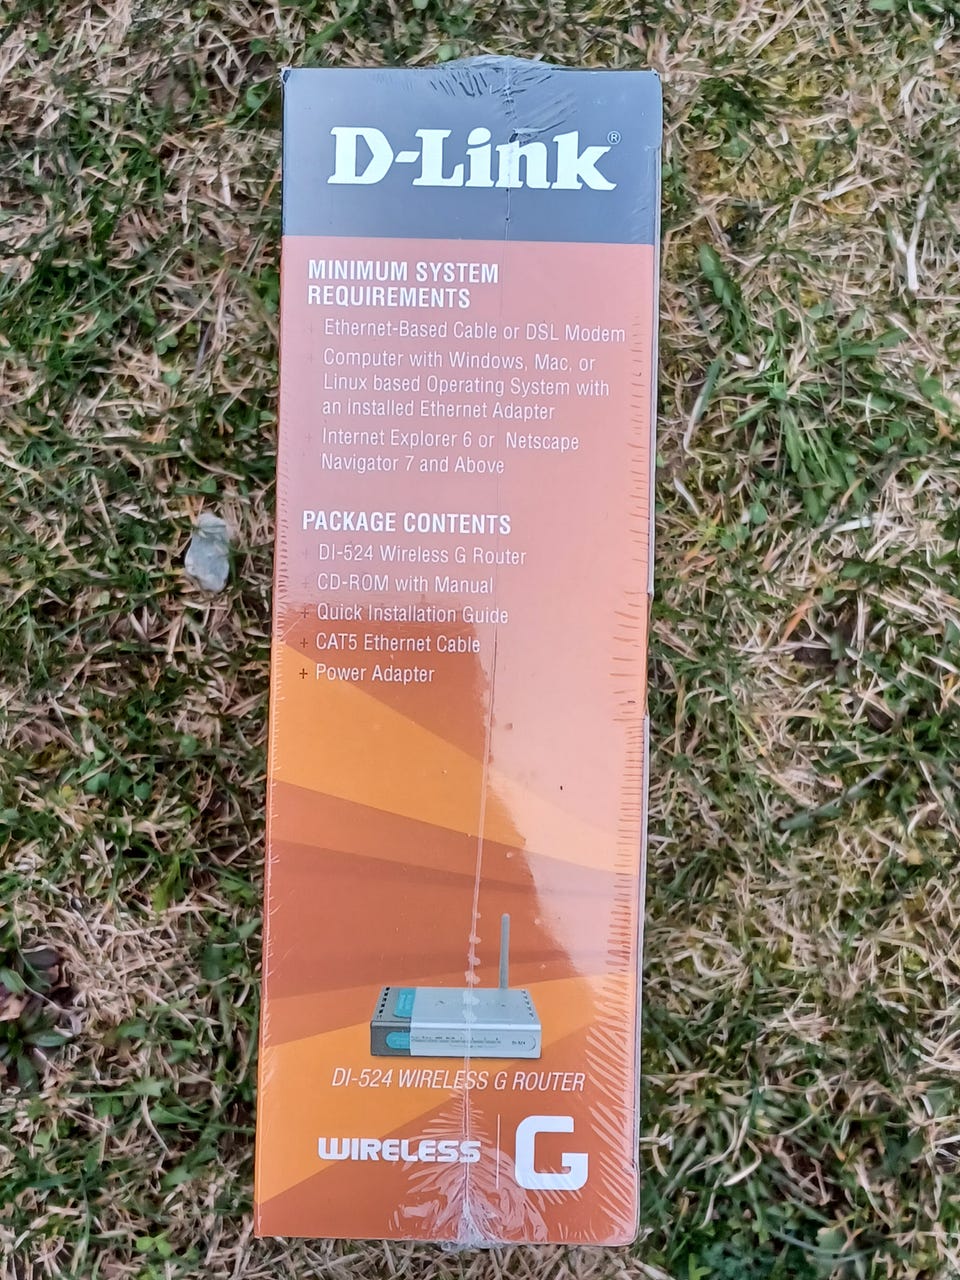 D-Link®
MINIMUM SYSTEM
REQUIREMENTS
+ Ethernet-Based Cable or DSL Modem
+ Computer with Windows, Mac, or
Linux based Operating System with
an Installed Ethernet Adapter
+ Internet Explorer 6 or Netscape
Navigator 7 and Above
PACKAGE CONTENTS
+ DI-524 Wireless G Router
+ CD-ROM with Manual
+ Quick Installation Guide
+ CAT5 Ethernet Cable
+ Power Adapter
DI-524
DI-524 WIRELESS G ROUTER
WIRELESS G